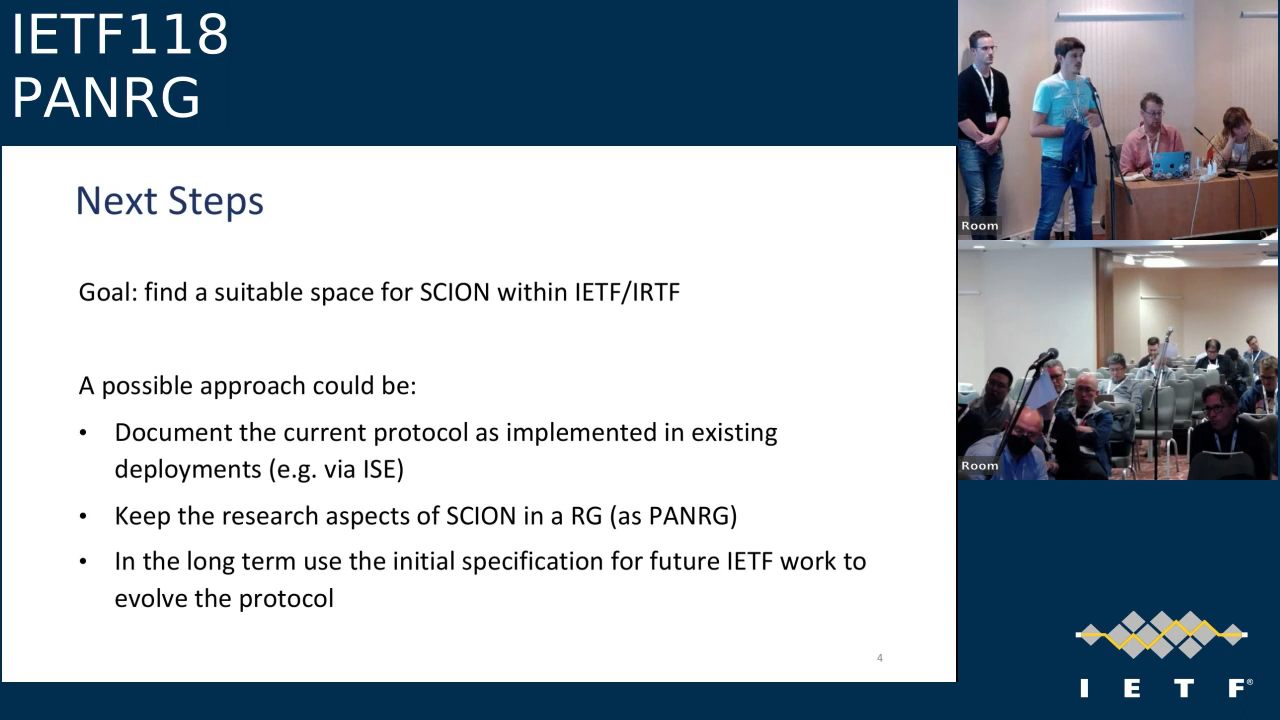 IETF118
PANRG
Next Steps
Goal: find a suitable space for SCION within IETF/IRTF
A possible approach could be:
• Document the current protocol as implemented in existing
deployments (e.g. via ISE)
• Keep the research aspects of SCION in a RG (as PANRG)
• In the long term use the initial specification for future IETF work to
evolve the protocol
4
Room
Room
I E T F®